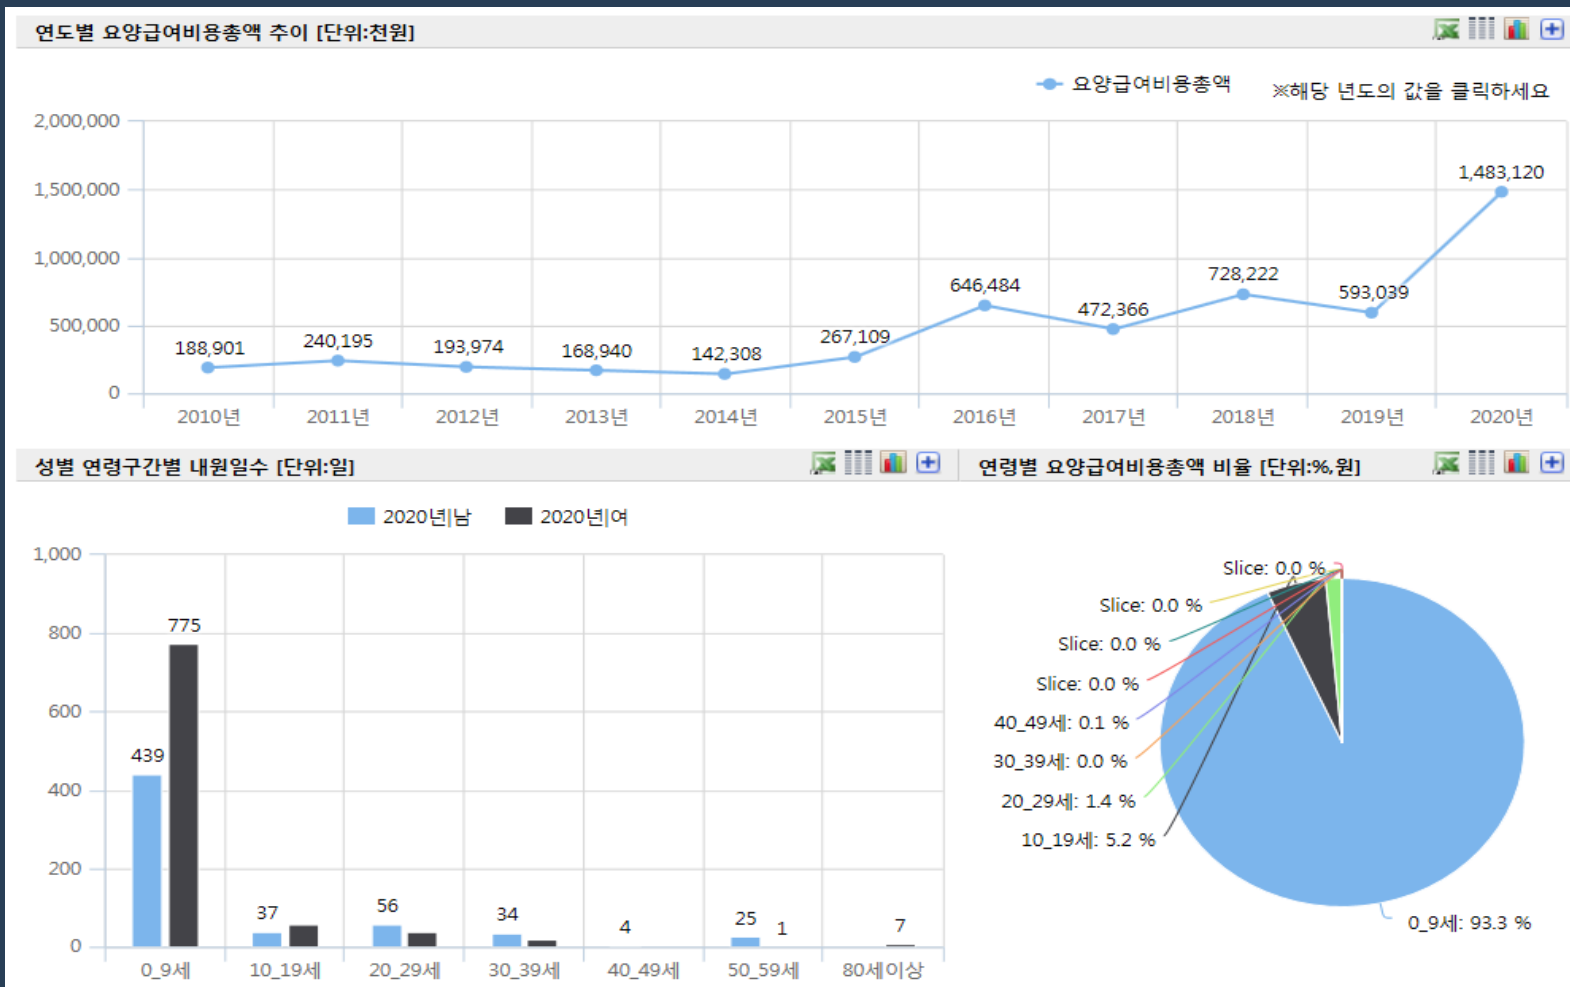 연도별 요양급여비용총액 추이 [단위:천원]
요양급여비용총액
※해당 년도의 값을 클릭하세요
2,000,000
1,500,000
1,000,000
500,000
0
188,901
240,195
193,974
168,940
142,308
267,109
646,484
472,366
728,222
593,039
1,483,120
2010년 2011년 2012년 2013년 2014년 2015년 2016년 2017년 2018년 2019년 2020년
성별 연령구간별 내원일수 [단위:일]
2020년|남 2020년|여
1,000
800
600
400
200
0
439
775
37
56
34
4
25
1
7
0_9세 10_19세 20_29세 30_39세 40_49세 50_59세 80세이상
연령별 요양급여비용총액 비율 [단위:%,원]
Slice: 0.0 %
Slice: 0.0 %
Slice: 0.0 %
Slice: 0.0 %
40_49세: 0.1 %
30_39세: 0.0 %
20_29세: 1.4 %
10_19세: 5.2 %
0_9세: 93.3 %